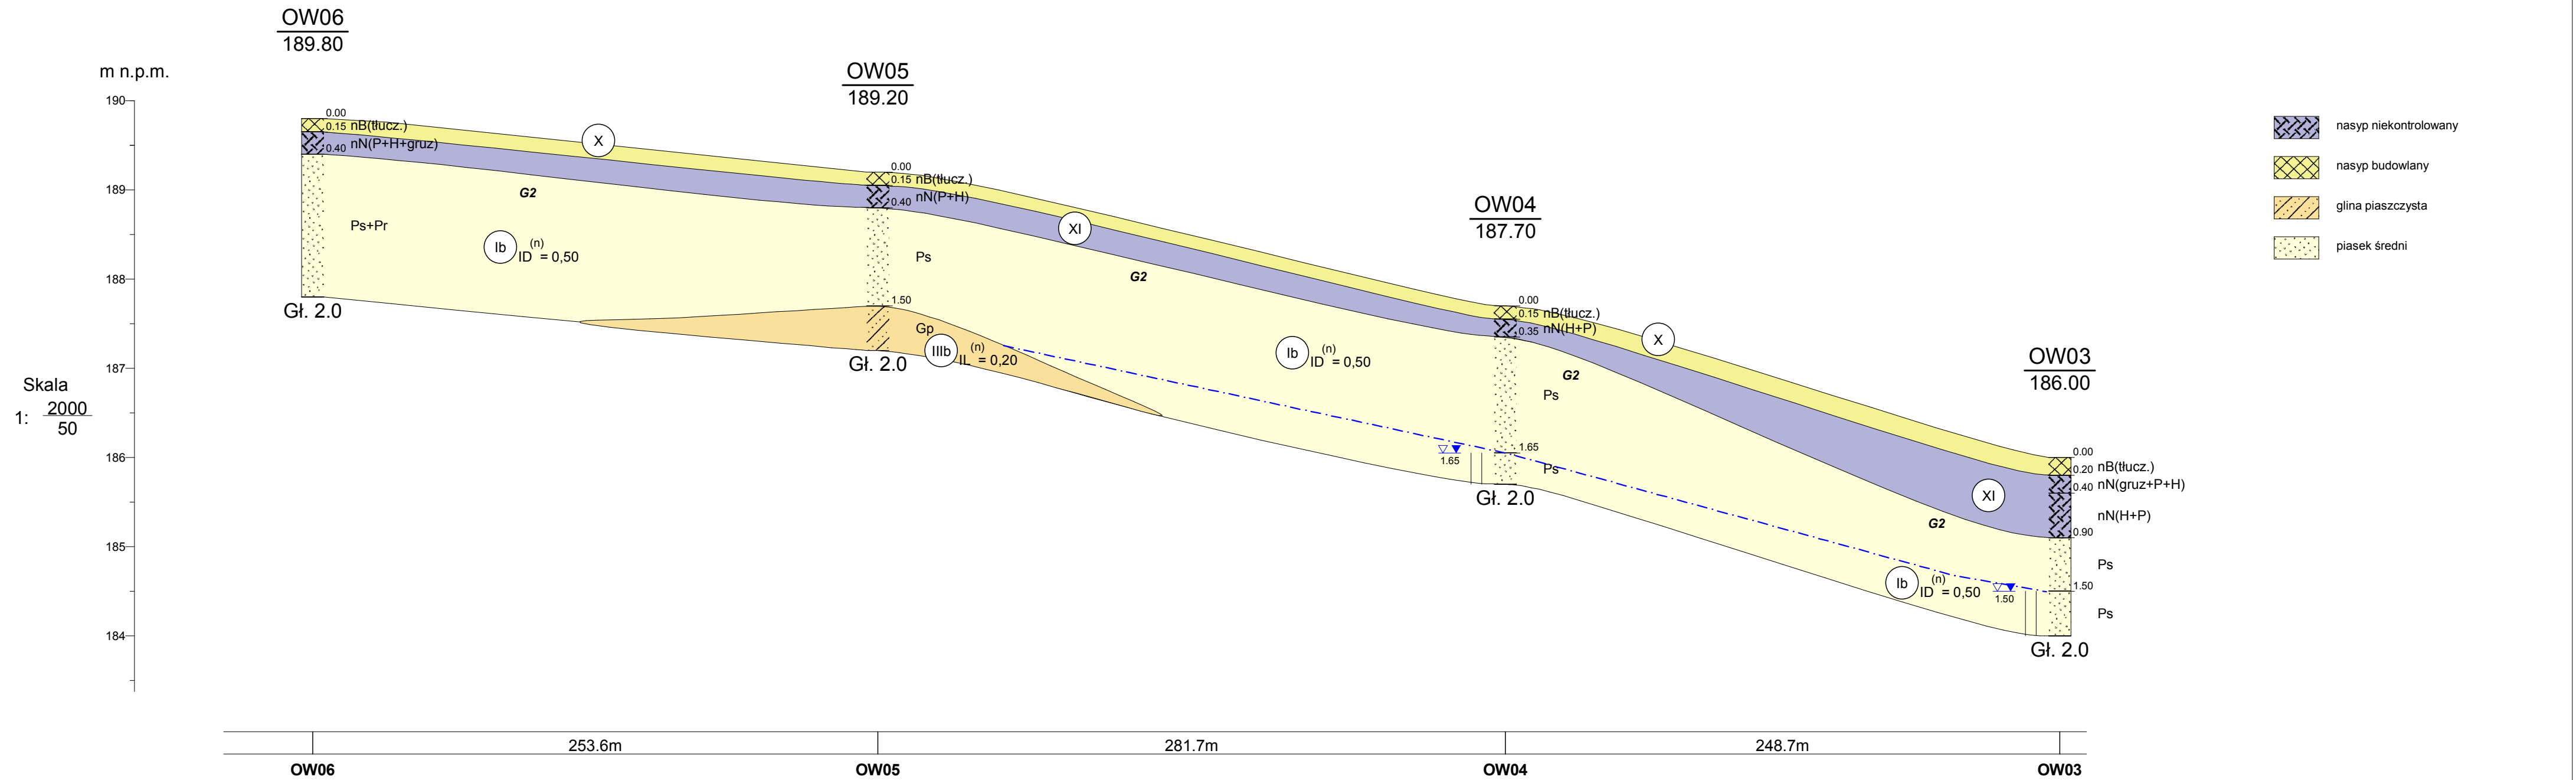 OW06
189.80
m n.p.m.
OW05
189.20
OW04
187.70
OW03
186.00
190
189
188
187
186
185
184
Skala
1:
2000
50
0.00
0.15 nB(tłucz.)
0.40 nN(P+H+gruz)
Ps+Pr
Gł. 2.0
X
G2
Ib
ID(n) = 0,50
0.00
0.15 nB(tłucz.)
nN(P+H)
0.40
Ps
1.50
Gp
Gł. 2.0
IIIb
IL(n) = 0,20
XI
G2
Ib
ID(n) = 0,50
0.00
0.15 nB(tłucz.)
0.35 nN(H+P)
Ps
1.65
1.65
Ps
Gł. 2.0
X
G2
XI
G2
Ib
ID(n) = 0,50
1.50
0.00
0.20 nB(tłucz.)
0.40 nN(gruz+P+H)
nN(H+P)
0.90
Ps
1.50
Ps
Gł. 2.0
nasyp niekontrolowany
nasyp budowlany
glina piaszczysta
piasek średni
253.6m
281.7m
248.7m
OW06
OW05
OW04
OW03